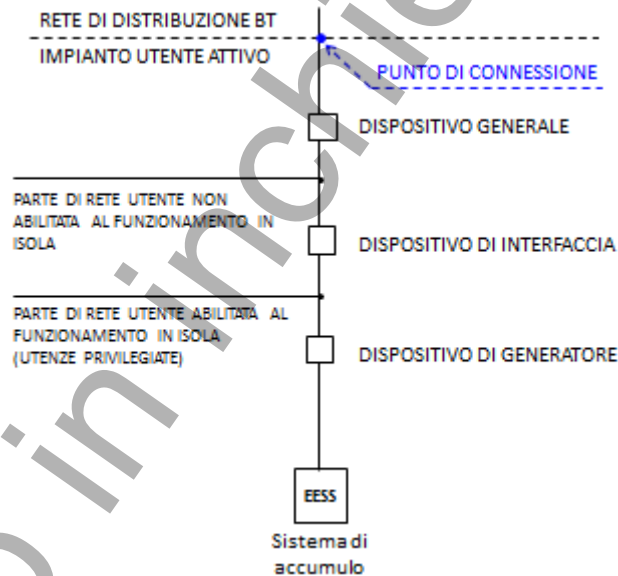 RETE DI DISTRIBUZIONE BT
IMPIANTO UTENTE ATTIVO
PUNTO DI CONNESSIONE
DISPOSITIVO GENERALE
PARTE DI RETE UTENTE NON
ABILITATA AL FUNZIONAMENTO IN
ISOLA
DISPOSITIVO DI INTERFACCIA
PARTE DI RETE UTENTE ABILITATA AL
FUNZIONAMENTO IN ISOLA
(UTENZE PRIVILEGIATE)
DISPOSITIVO DI GENERATORE
EESS
Sistema di
accumulo
in inchie